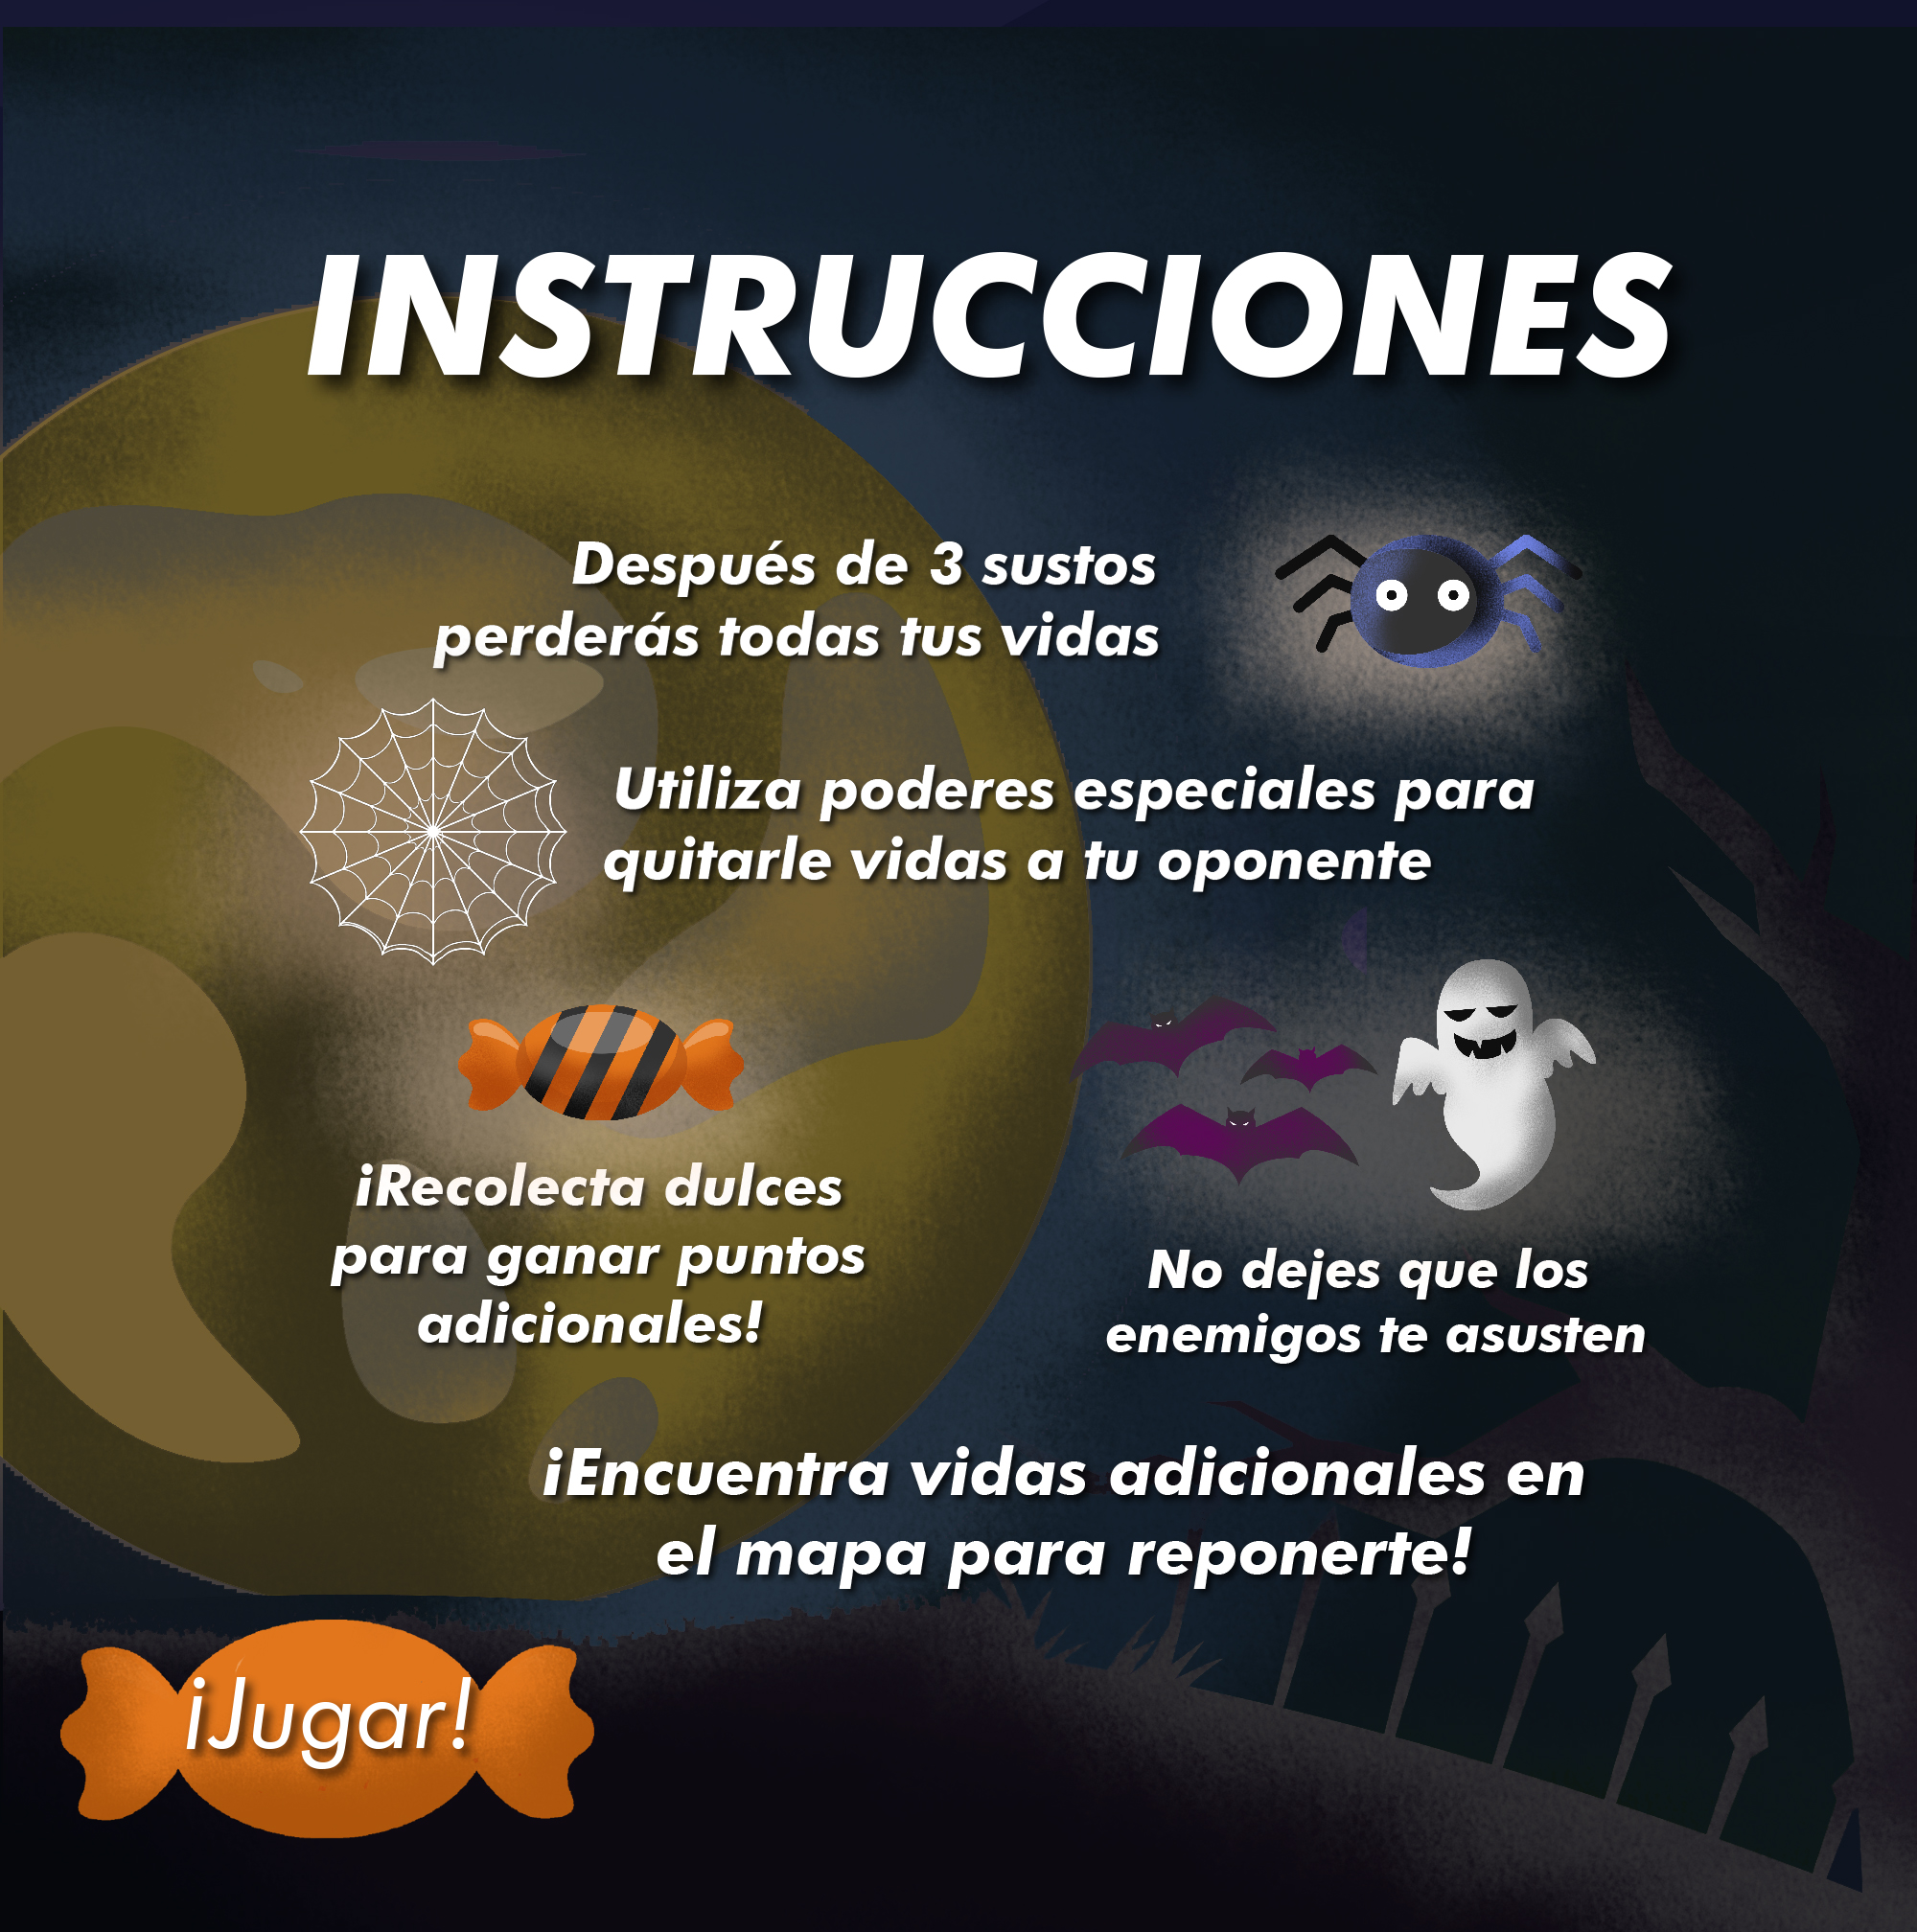 INSTRUCCIONES
Después de 3 sustos
perderás todas tus vidas
Utiliza poderes especiales para
quitarle vidas a tu oponente
¡Recolecta dulces
para ganar puntos
adicionales!
No dejes que los
enemigos te asusten
¡Encuentra vidas adicionales en
el mapa para reponerte!
¡Jugar!